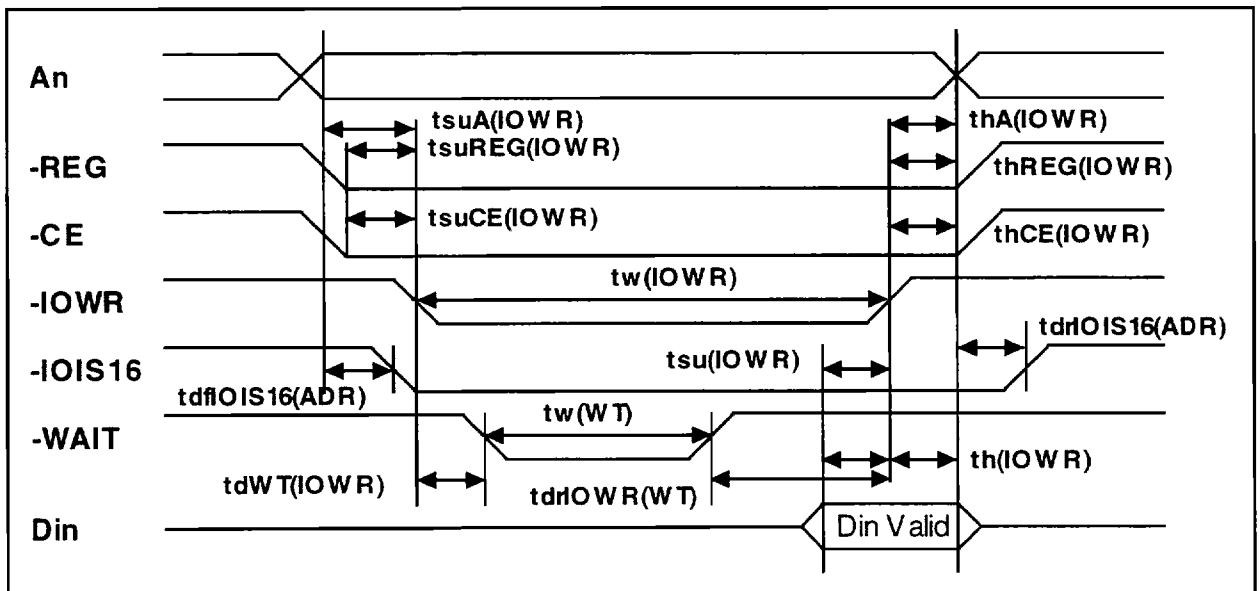 An
tsuA(IOWR)
thA(IOWR)
tsuREG(IOWR)
-REG
thREG(IOWR)
tsuCE(IOWR)
-CE
thCE(IOWR)
tw(IOWR)
-IOWR
tdrIOIS16(ADR)
tsu(IOWR)
-IOIS16
tdfIOIS16(ADR)
tw(WT)
-WAIT
th(IOWR)
tdWT(IOWR)
tdrIOWR(WT)
Din
Din Valid